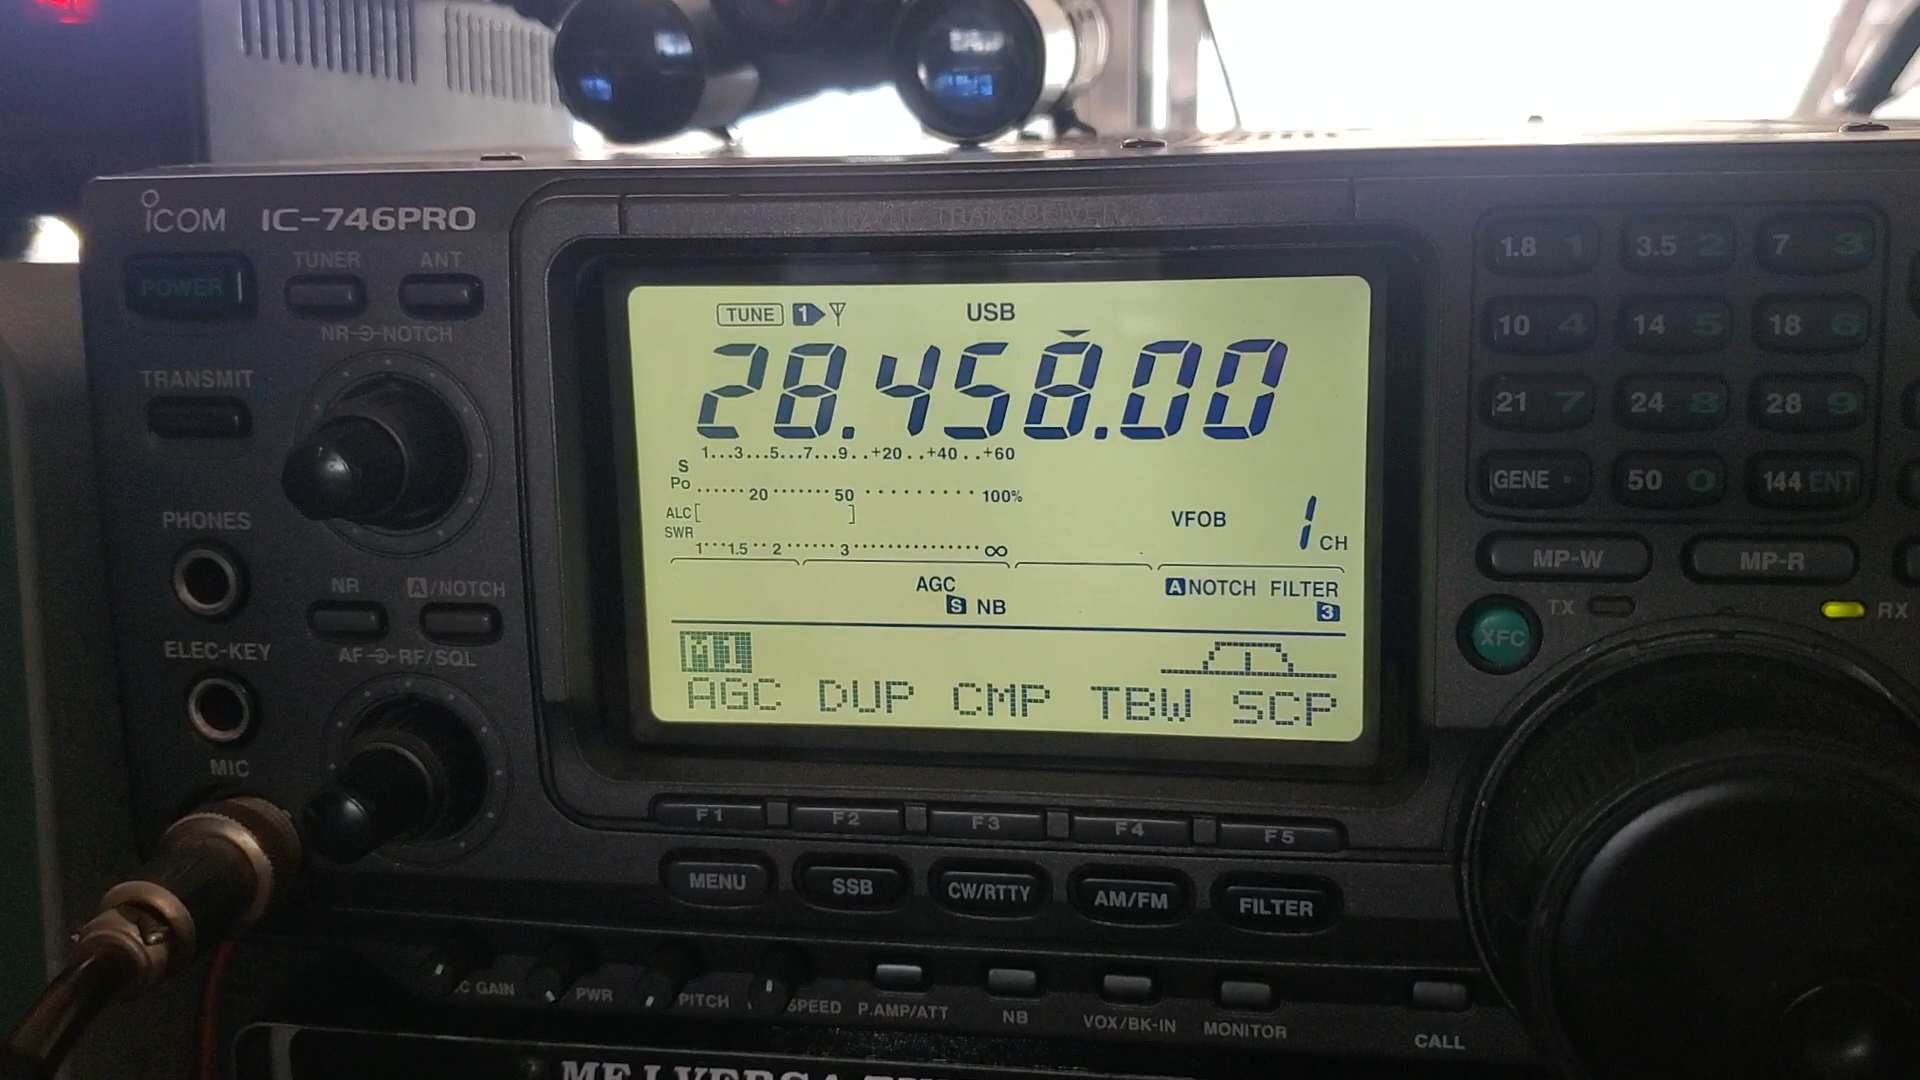 ICOM IC-746PRO
POWER
TUNER
ANT
NR NOTCH
TRANSMIT
PHONES
NR
A/NOTCH
ELEC-KEY
AF RF/SQL
MIC
TUNE 1 USB
28.458.00
1...3...5...7...9..+20..+40..+60
S
Po ......20.......50..........100%
ALC[ ]
SWR
1...1.5..2.....3..............∞
VFOB 1 CH
AGC
S NB
A NOTCH FILTER
3
M1
AGC DUP CMP TBW SCP
F1 F2 F3 F4 F5
MENU SSB CW/RTTY AM/FM FILTER
C GAIN PWR PITCH SPEED P.AMP/ATT NB VOX/BK-IN MONITOR CALL
1.8 1 3.5 2 7 3
10 4 14 5 18 6
21 7 24 8 28 9
GENE · 50 0 144 ENT
MP-W MP-R
XFC TX RX
MFJ VERSA